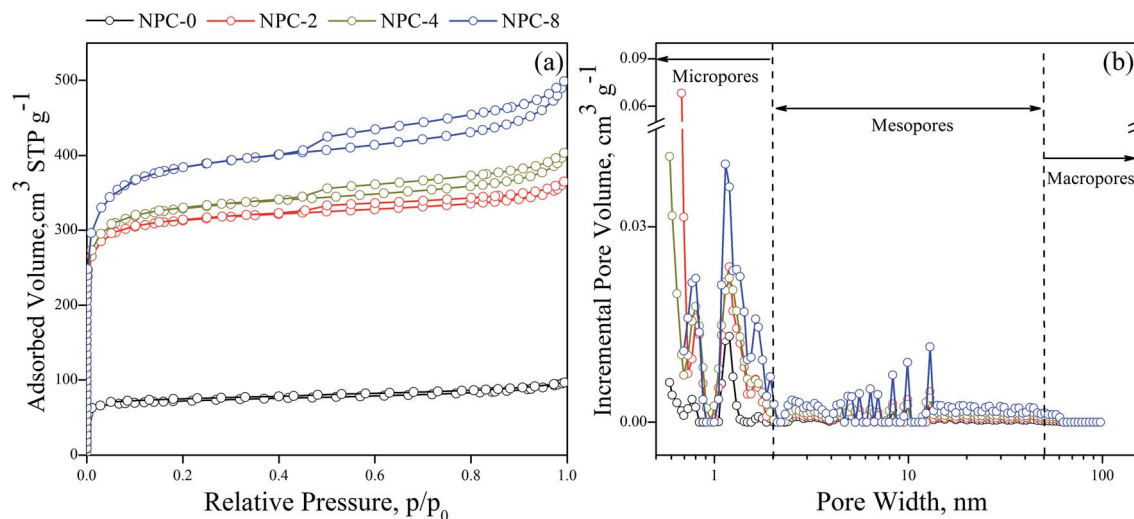 NPC-0 NPC-2 NPC-4 NPC-8
(a)
500
400
300
200
100
0
0.0 0.2 0.4 0.6 0.8 1.0
Adsorbed Volume,cm3 STP g-1
Relative Pressure, p/p0
(b)
Micropores
Mesopores
Macropores
0.09
0.06
0.03
0.00
1 10 100
Incremental Pore Volume, cm3 g-1
Pore Width, nm